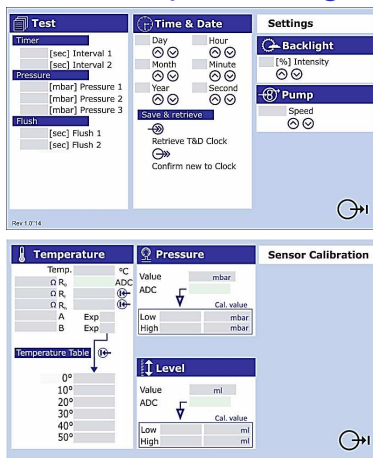 Test
Timer
[sec] Interval 1
[sec] Interval 2
Pressure
[mbar] Pressure 1
[mbar] Pressure 2
[mbar] Pressure 3
Flush
[sec] Flush 1
[sec] Flush 2
Rev 1.0"14
Time & Date
Day Hour
Month Minute
Year Second
Save & retrieve
Retrieve T&D Clock
Confirm new to Clock
Settings
Backlight
[%] Intensity
Pump
Speed
Temperature
Temp. °C
Ω R ADC
Ω R
Ω R
A Exp
B Exp
Temperature Table
0°
10°
20°
30°
40°
50°
Pressure
Value mbar
ADC
Cal. value
Low mbar
High mbar
Level
Value ml
ADC
Cal. value
Low ml
High ml
Sensor Calibration